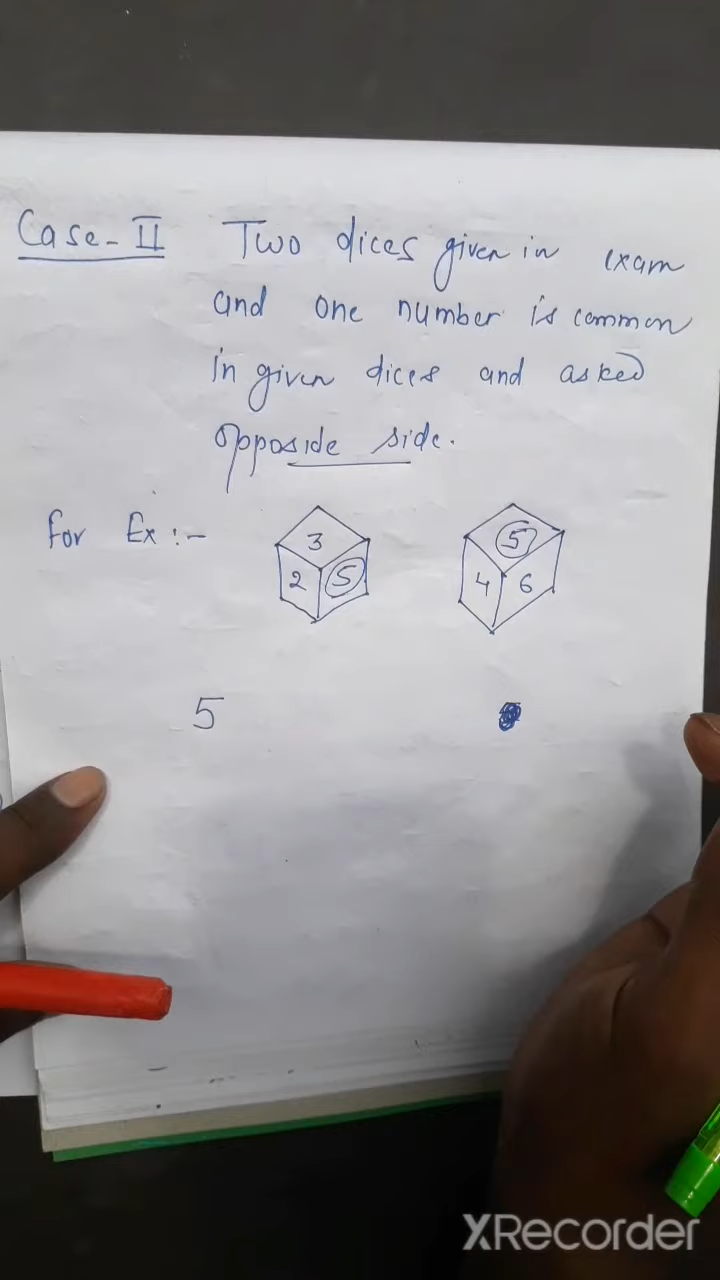 Case-II Two dices given in exam
and one number is common
in given dices and asked
opposide side.
For Ex :-
3
2 5
5
4 6
5
XRecorder